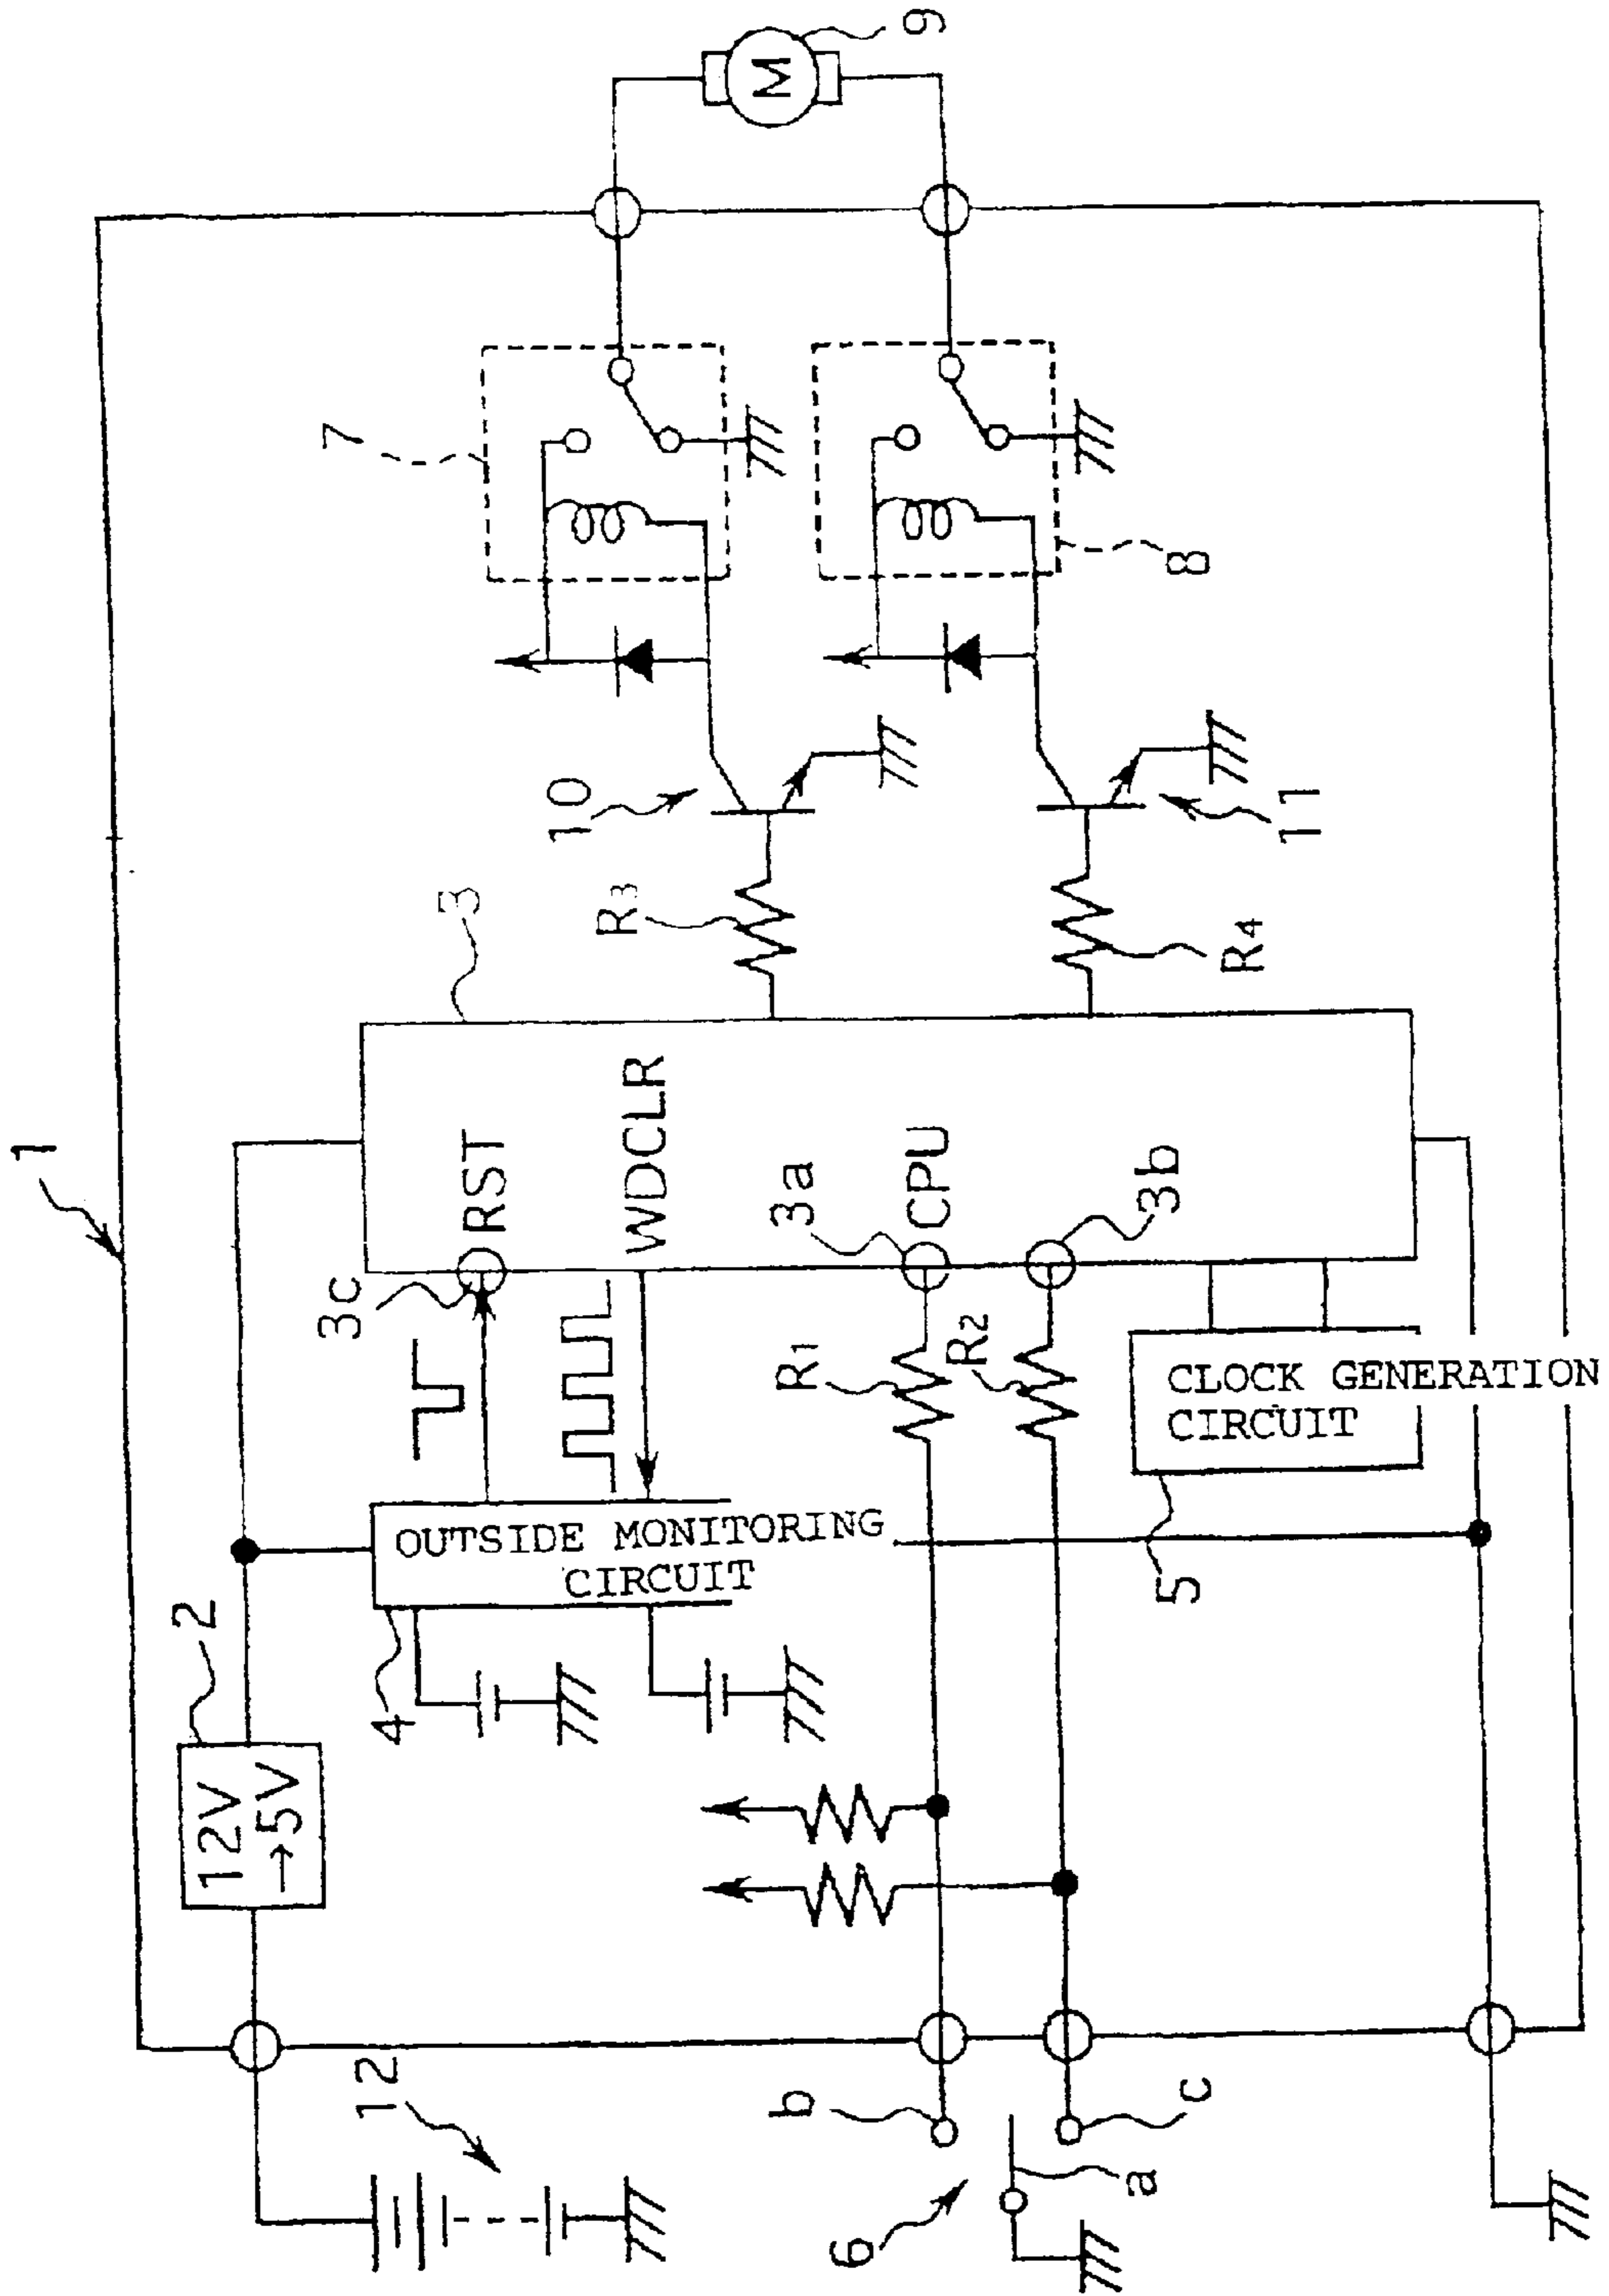 1
2
12V
→5V
3
3c
RST
WDCLR
4
OUTSIDE MONITORING
CIRCUIT
3a
CPU
3b
R1
R2
5
CLOCK GENERATION
CIRCUIT
12
6
a
b
c
R3
R4
10
11
7
8
M
9